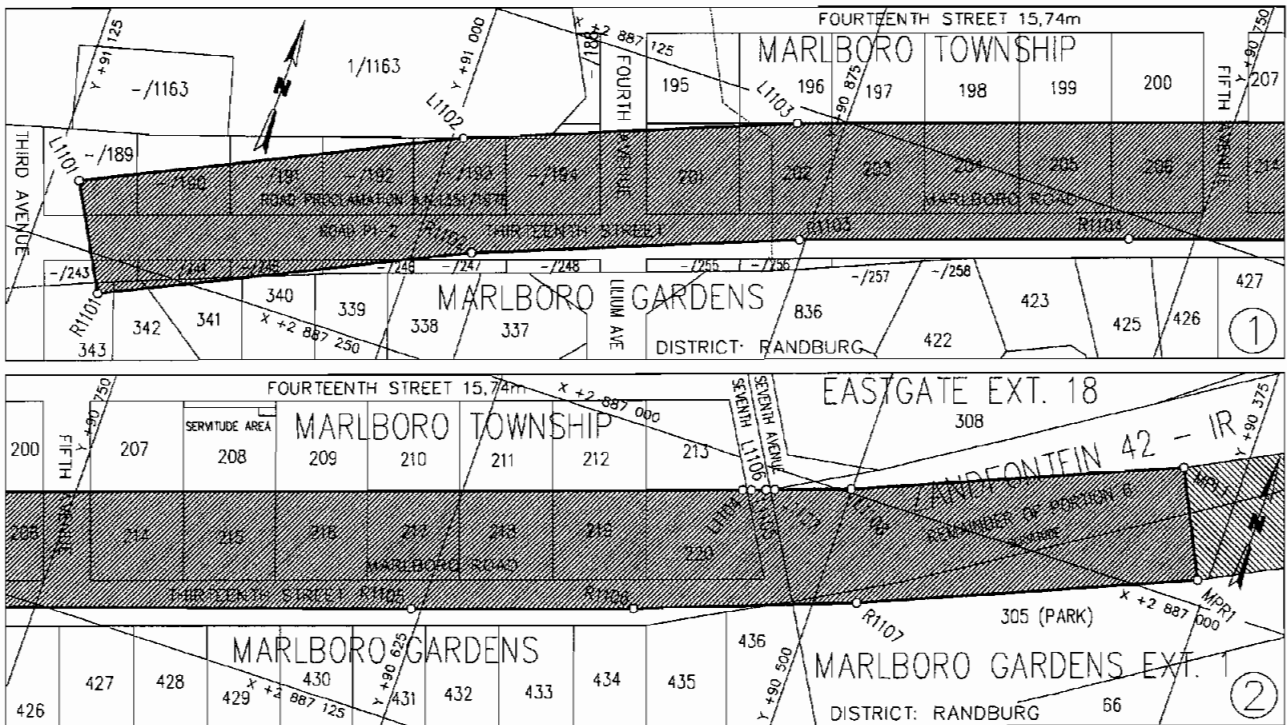 FOURTEENTH STREET 15,74m
Y +91 125
1/1163
Y +91 000
X +2 887 125
-/188
MARLBORO TOWNSHIP
Y +90 750
-/1163
N
FOURTH AVENUE
195
196
Y +90 875
197
198
199
200
FIFTH AVENUE
207
L1102
L1103
THIRD AVENUE
-/189
L1101
-/190
-/191
-/192
-/193
-/194
201
202
203
204
205
206
214
ROAD PROCLAMATION
MARLBORO ROAD
ROAD P1-2
R1102
THIRTEENTH STREET
R1103
R1104
-/243
-/244
-/246
-/247
-/248
-/255
-/256
-/257
-/258
R1101
340
339
MARLBORO GARDENS
423
427
343
342
341
X +2 887 250
338
337
LILIUM AVE
836
422
425
426
DISTRICT: RANDBURG
1
FOURTEENTH STREET 15,74m
Y +90 750
X +2 887 000
SEVENTH
SEVENTH AVENUE
EASTGATE EXT. 18
SERVITUDE AREA
MARLBORO TOWNSHIP
308
Y +90 375
200
FIFTH AVENUE
207
208
209
210
211
212
213
L1106
ZANDFONTEIN 42 - IR
L1104
L1105
L1107
L1108
MPL1
N
206
214
215
216
217
218
219
220
REMAINDER OF PORTION 6
MARLBORO ROAD
THIRTEENTH STREET
R1105
R1106
R1107
305 (PARK)
X +2 887 000
MPR1
MARLBORO GARDENS
436
Y +90 625
Y +90 500
426
427
428
429
430
431
432
433
434
435
X +2 887 125
MARLBORO GARDENS EXT. 1
DISTRICT: RANDBURG
66
2